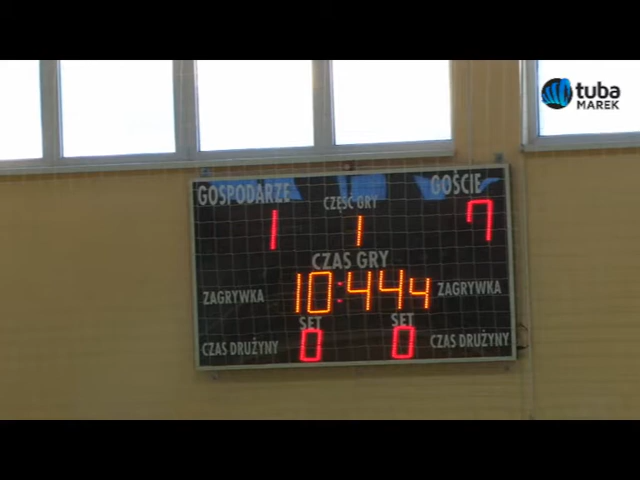 tuba
MAREK
GOSPODARZE CZĘŚĆ GRY GOŚCIE
1 1 7
CZAS GRY
ZAGRYWKA 10:444 ZAGRYWKA
SET SET
CZAS DRUŻYNY 0 0 CZAS DRUŻYNY